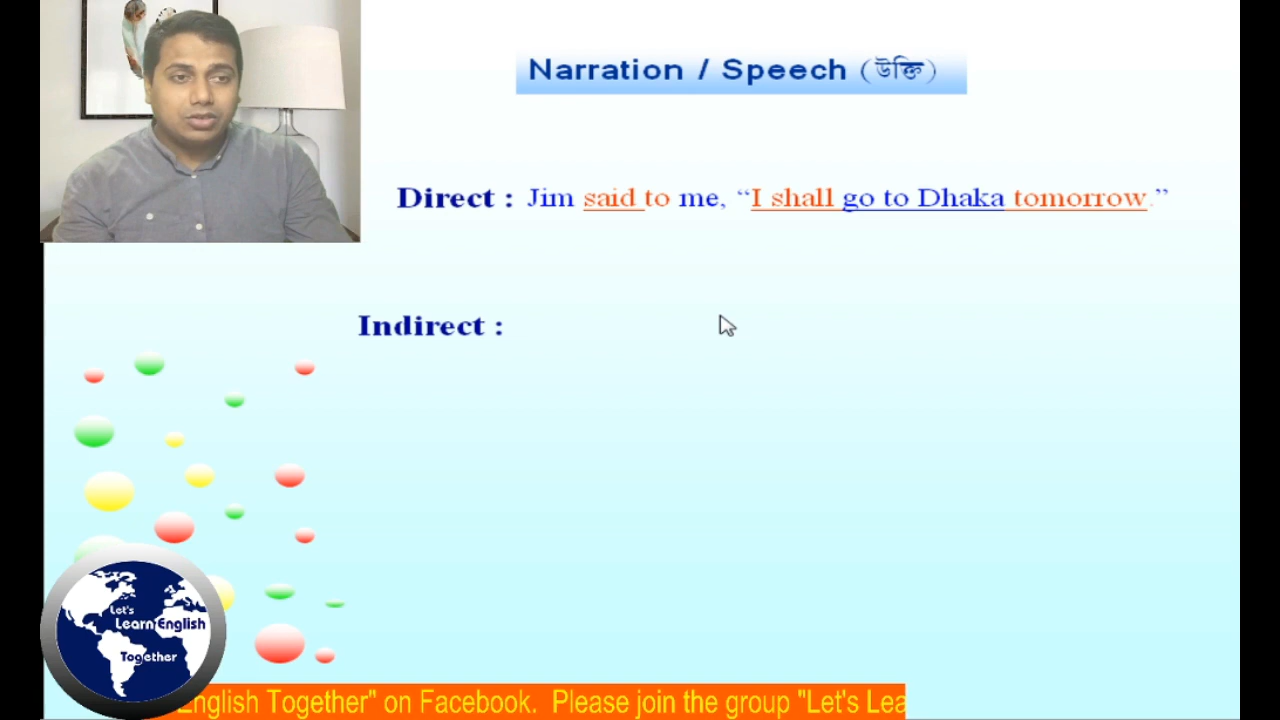 Narration / Speech (উক্তি)
Direct : Jim said to me, “I shall go to Dhaka tomorrow.”
Indirect :
Let's
Learn English
Together
English Together" on Facebook. Please join the group "Let's Lea